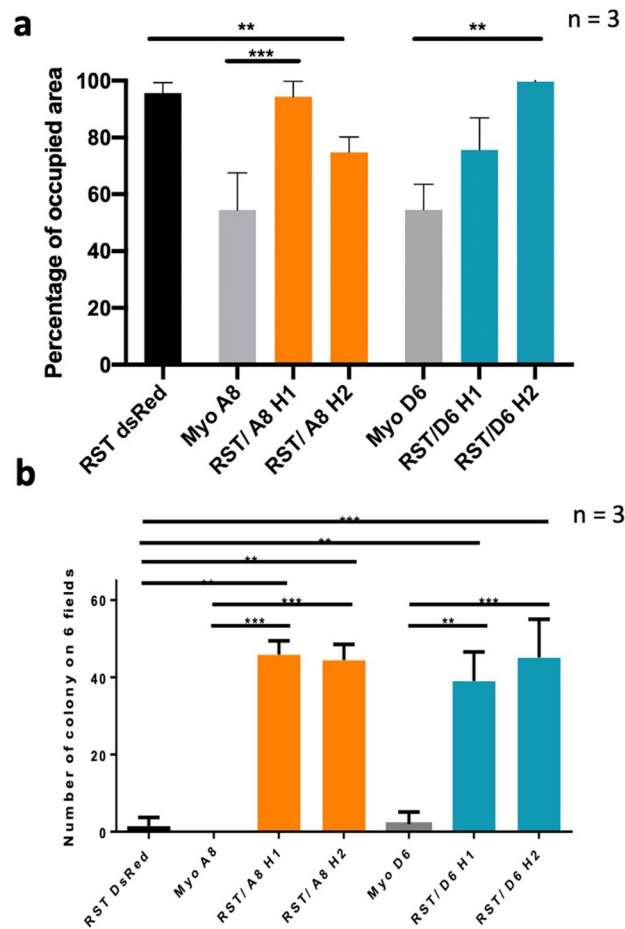 a
n = 3
**
**
***
Percentage of occupied area
100
80
60
40
20
0
RST dsRed
Myo A8
RST/ A8 H1
RST/ A8 H2
Myo D6
RST/D6 H1
RST/D6 H2
b
n = 3
***
**
**
**
***
***
***
**
Number of colony on 6 fields
60
40
20
0
RST DsRed
Myo A8
RST/ A8 H1
RST/ A8 H2
Myo D6
RST/ D6 H1
RST/ D6 H2